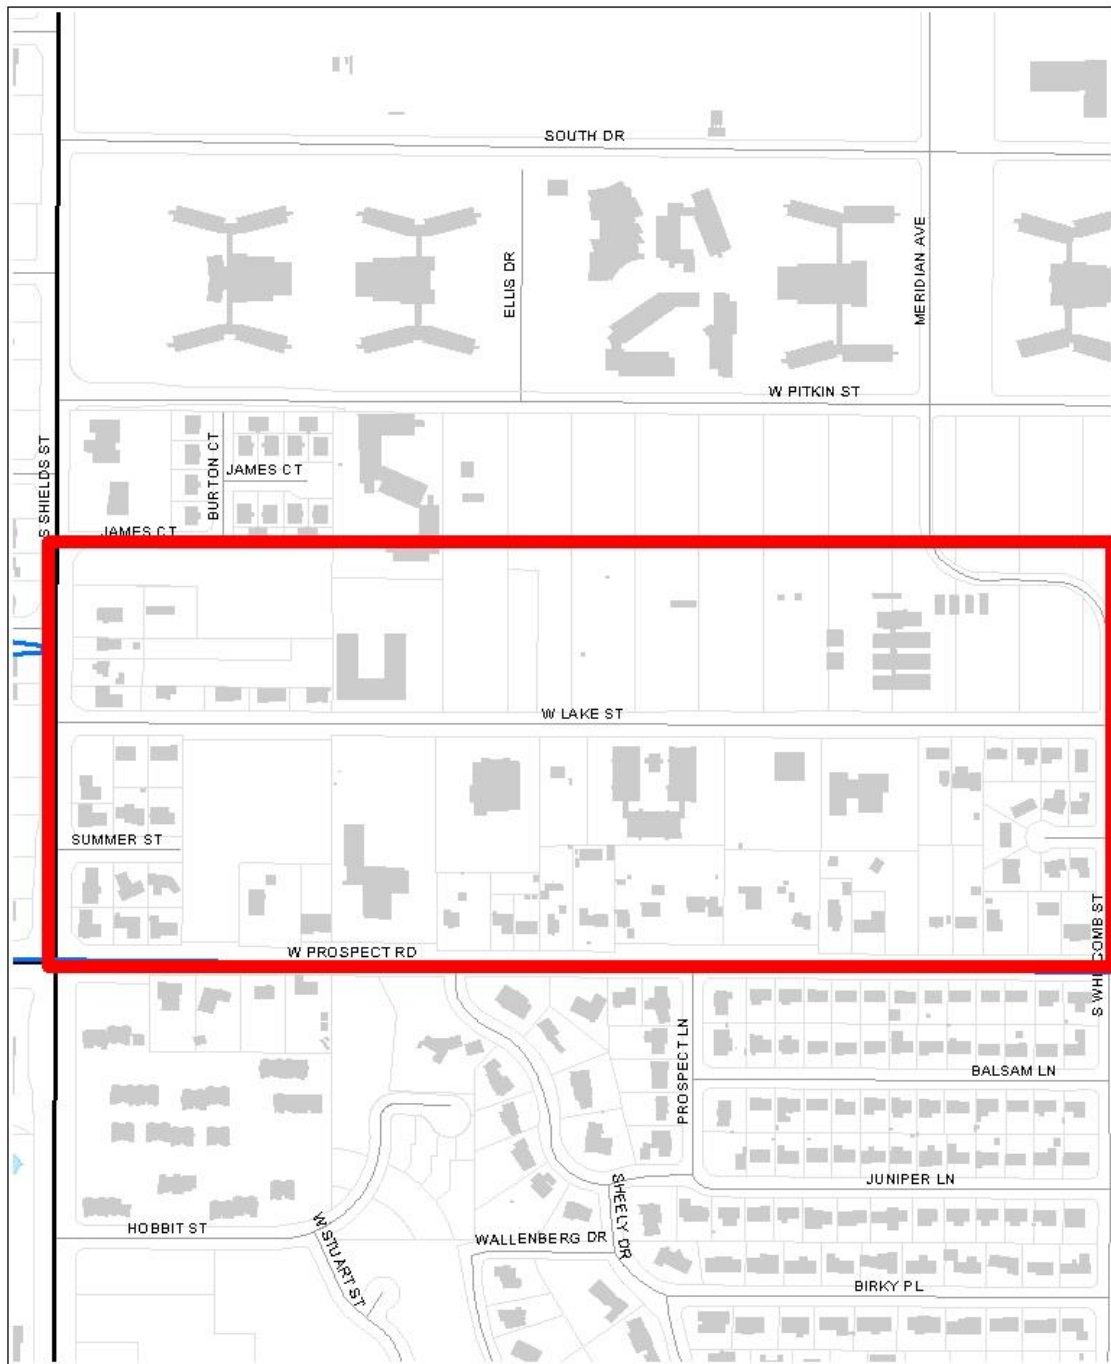 SOUTH DR
ELLIS DR
MERIDIAN AVE
W PITKIN ST
S SHIELDS ST
BURTON CT
JAMES CT
JAMES CT
W LAKE ST
SUMMER ST
W PROSPECT RD
S WHITCOMB ST
PROSPECT LN
BALSAM LN
JUNIPER LN
SHEELY DR
HOBBIT ST
W STUART ST
WALLENBERG DR
BIRKY PL